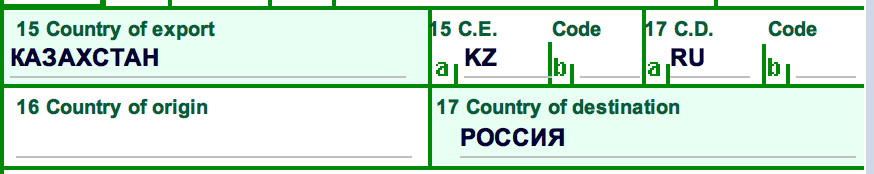 15 Country of export
КАЗАХСТАН
15 C.E. Code
a KZ b
17 C.D. Code
a RU b
16 Country of origin
17 Country of destination
РОССИЯ